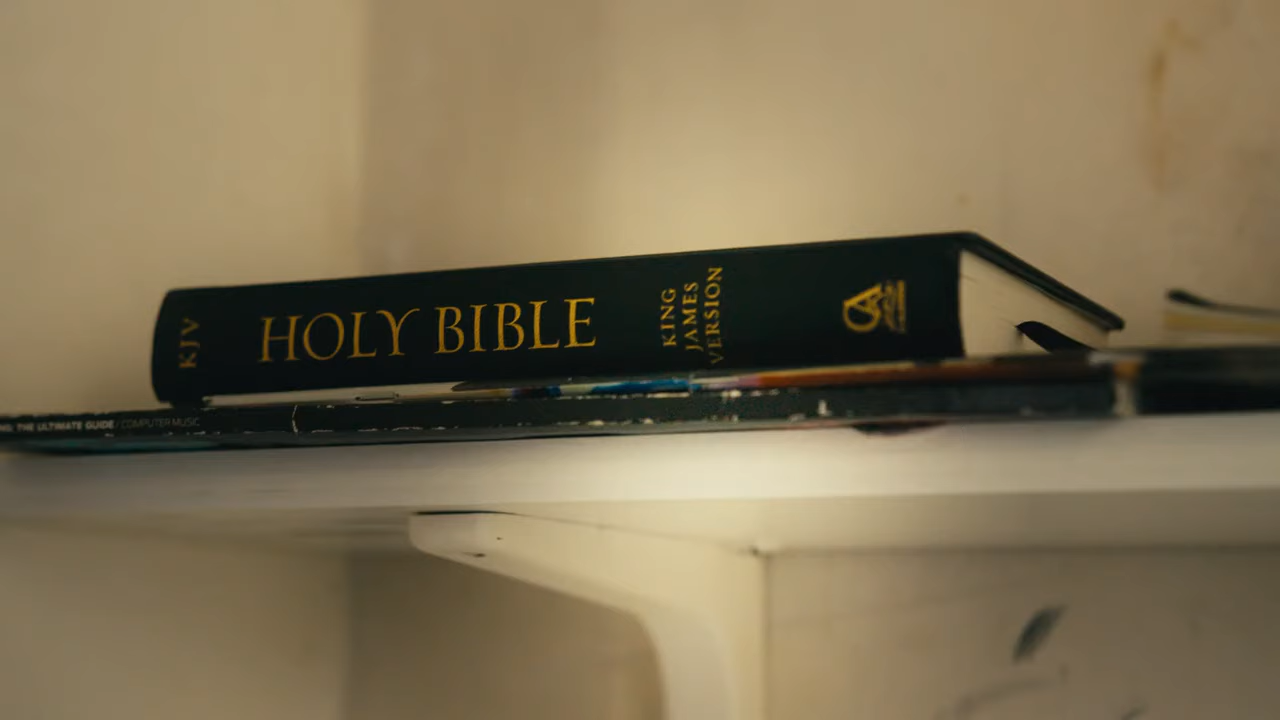 KJV
HOLY BIBLE
KING
JAMES
VERSION
THE ULTIMATE GUIDE / COMPUTER MUSIC